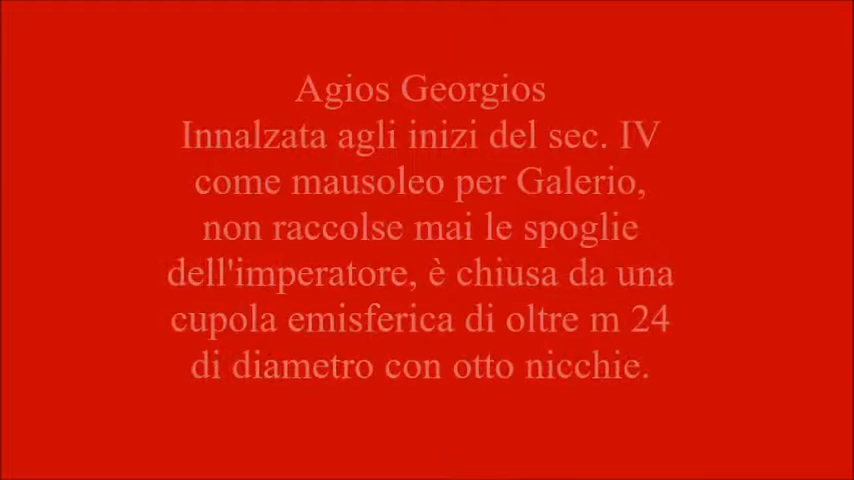 Agios Georgios
Innalzata agli inizi del sec. IV
come mausoleo per Galerio,
non raccolse mai le spoglie
dell'imperatore, è chiusa da una
cupola emisferica di oltre m 24
di diametro con otto nicchie.